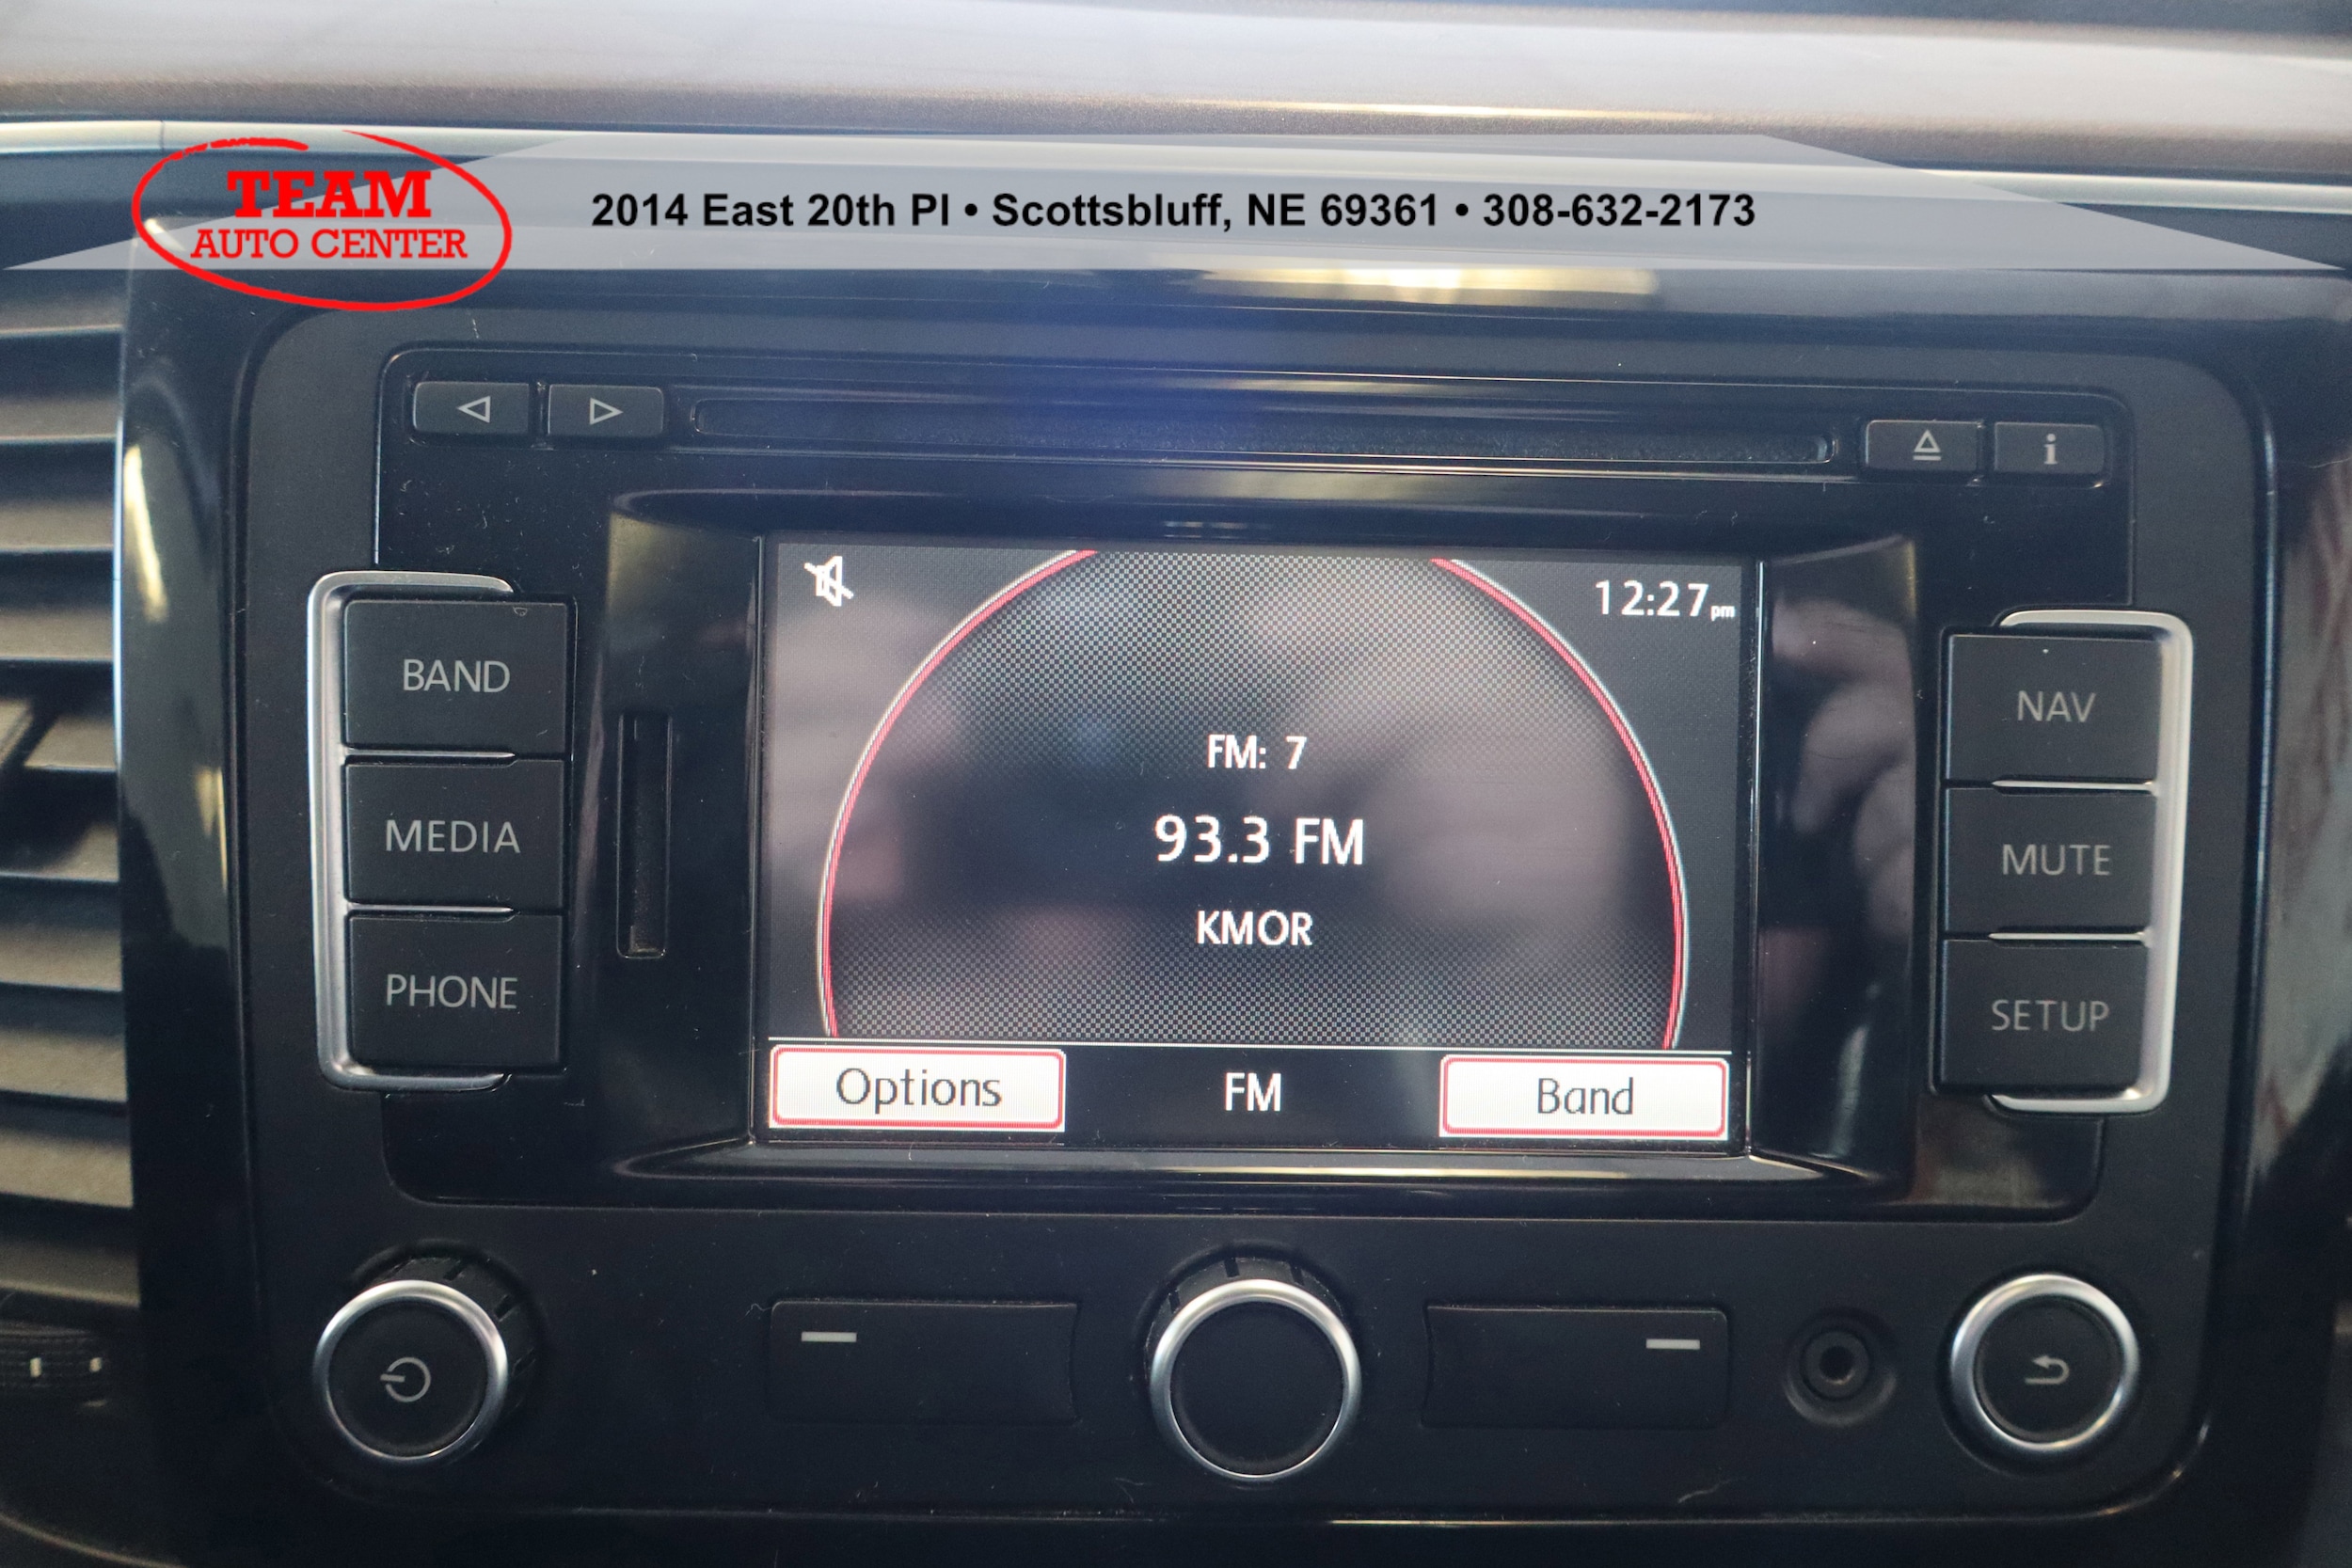 TEAM
AUTO CENTER
2014 East 20th Pl • Scottsbluff, NE 69361 • 308-632-2173
i
12:27pm
BAND
NAV
FM: 7
MEDIA
93.3 FM
MUTE
KMOR
PHONE
SETUP
Options
FM
Band